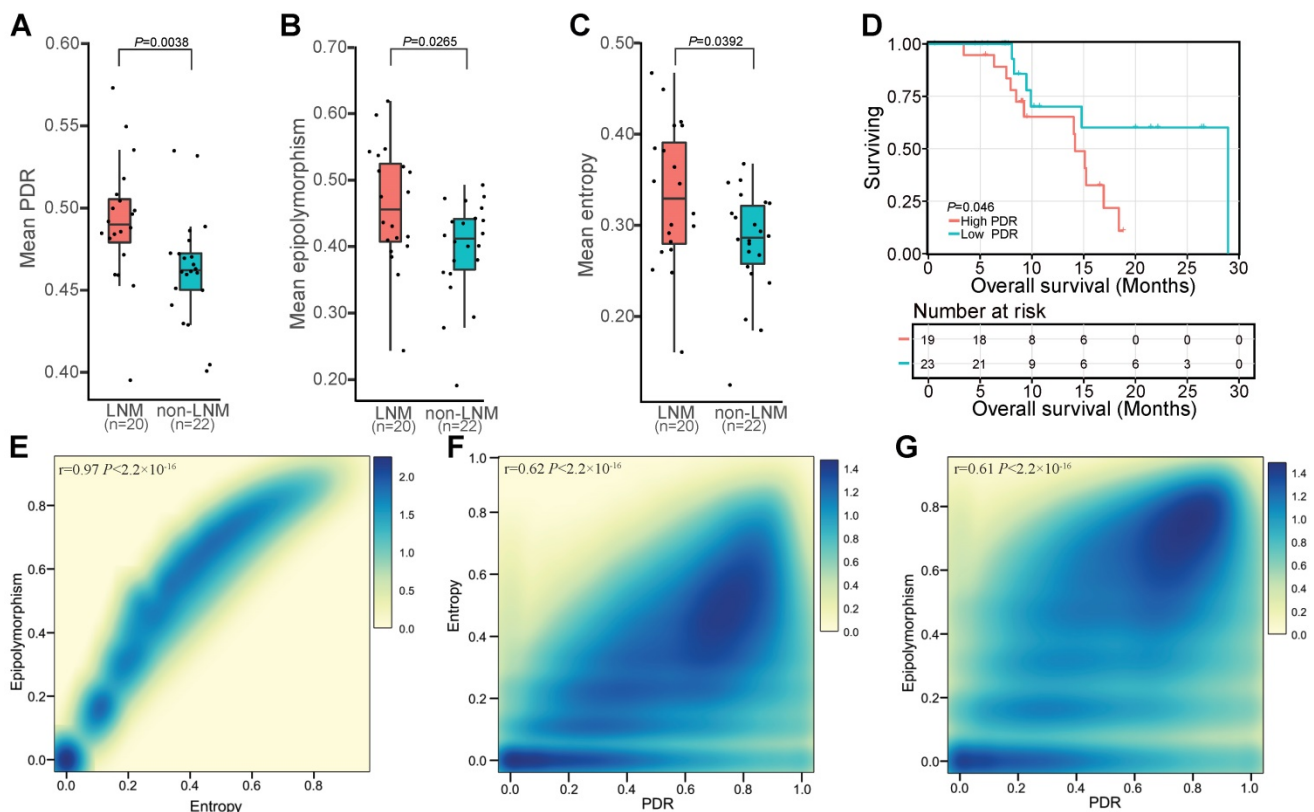 A
Mean PDR
0.60
0.55
0.50
0.45
0.40
P=0.0038
LNM
(n=20)
non-LNM
(n=22)
B
Mean epipolymorphism
0.70
0.60
0.50
0.40
0.30
0.20
P=0.0265
LNM
(n=20)
non-LNM
(n=22)
C
Mean entropy
0.50
0.40
0.30
0.20
P=0.0392
LNM
(n=20)
non-LNM
(n=22)
D
Surviving
1.00
0.75
0.50
0.25
0.00
P=0.046
High PDR
Low PDR
0 5 10 15 20 25 30
Overall survival (Months)
Number at risk
19 18 8 6 0 0 0
23 21 9 6 6 3 0
0 5 10 15 20 25 30
Overall survival (Months)
E
r=0.97 P<2.2×10-16
Epipolymorphism
0.8
0.6
0.4
0.2
0.0
0.0 0.2 0.4 0.6 0.8
Entropy
2.0
1.5
1.0
0.5
0.0
F
r=0.62 P<2.2×10-16
Entropy
1.0
0.8
0.6
0.4
0.2
0.0
0.0 0.2 0.4 0.6 0.8 1.0
PDR
1.4
1.2
1.0
0.8
0.6
0.4
0.2
0.0
G
r=0.61 P<2.2×10-16
Epipolymorphism
0.8
0.6
0.4
0.2
0.0
0.0 0.2 0.4 0.6 0.8 1.0
PDR
1.4
1.2
1.0
0.8
0.6
0.4
0.2
0.0